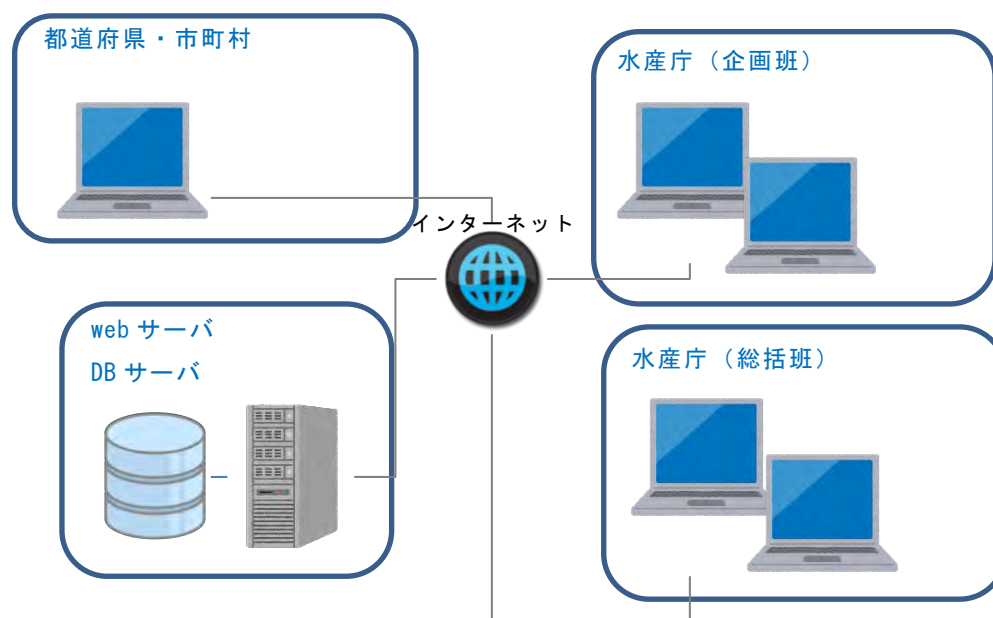 都道府県・市町村
水産庁（企画班）
インターネット
web サーバ
DB サーバ
水産庁（総括班）